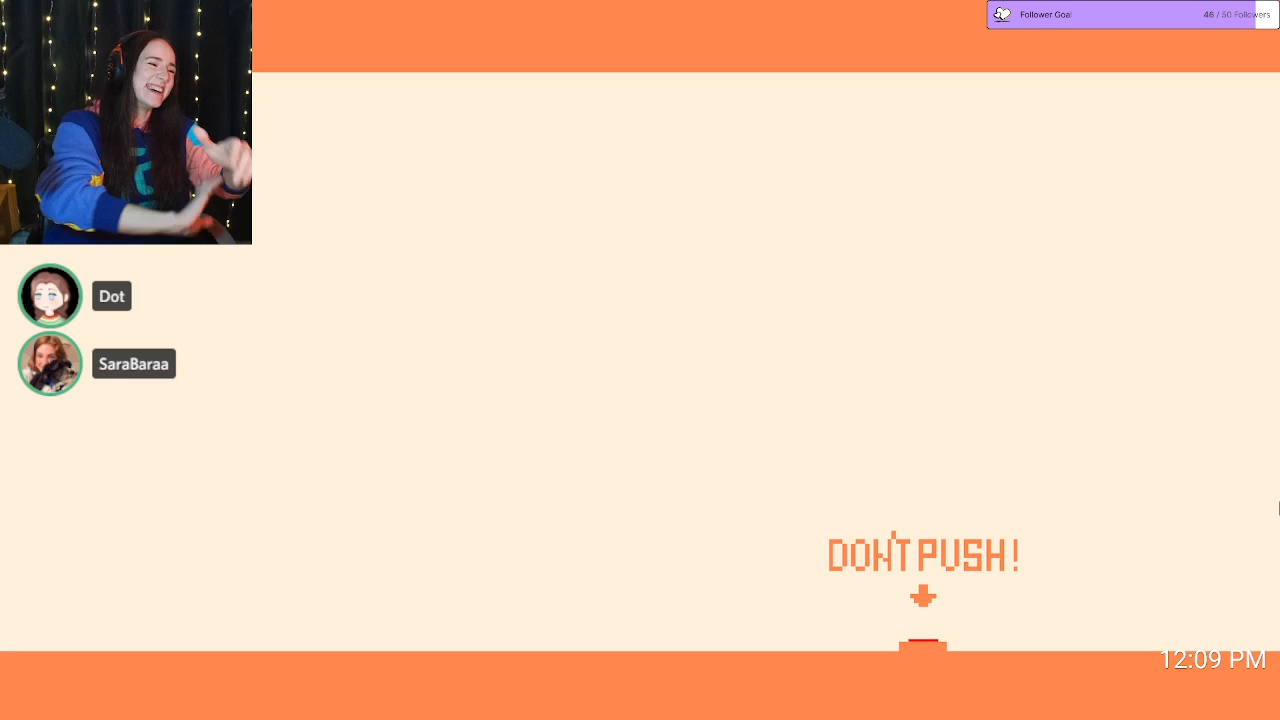 Follower Goal
46 / 50 Followers
Dot
SaraBaraa
DON'T PUSH!
12:09 PM